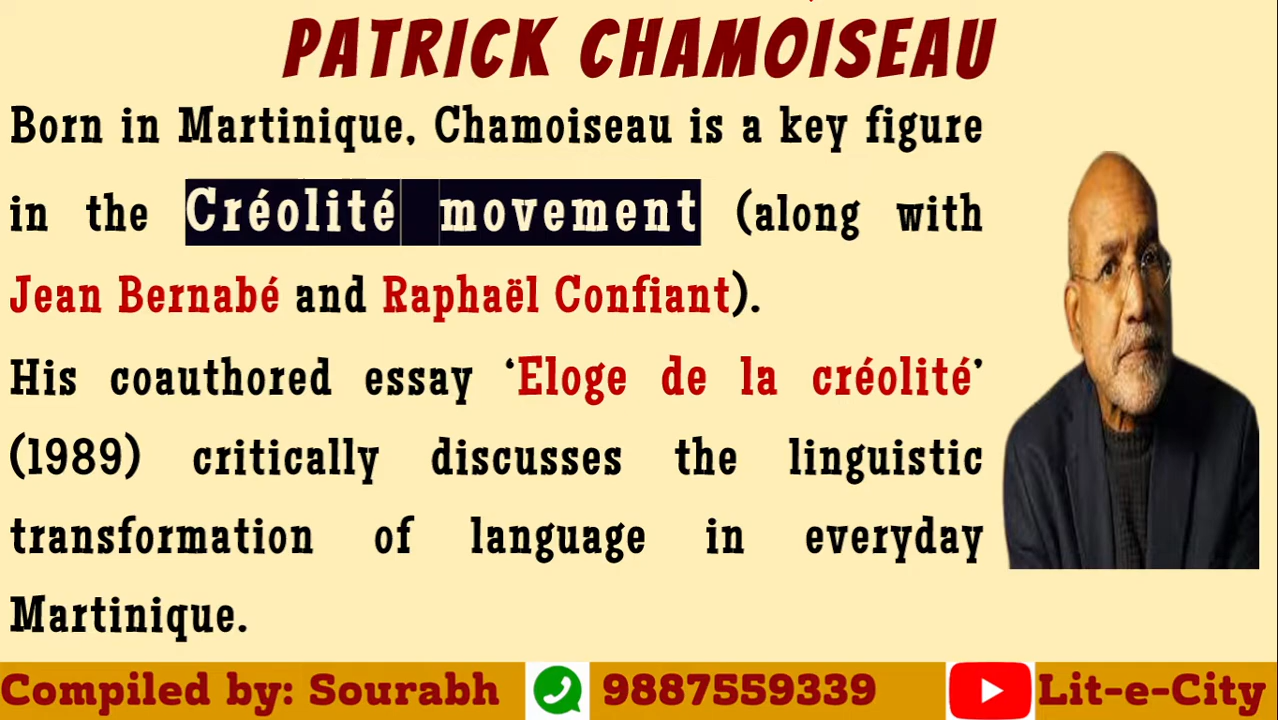 PATRICK CHAMOISEAU
Born in Martinique, Chamoiseau is a key figure
in the Créolité movement (along with
Jean Bernabé and Raphaël Confiant).
His coauthored essay ‘Eloge de la créolité’
(1989) critically discusses the linguistic
transformation of language in everyday
Martinique.
Compiled by: Sourabh 9887559339 Lit-e-City